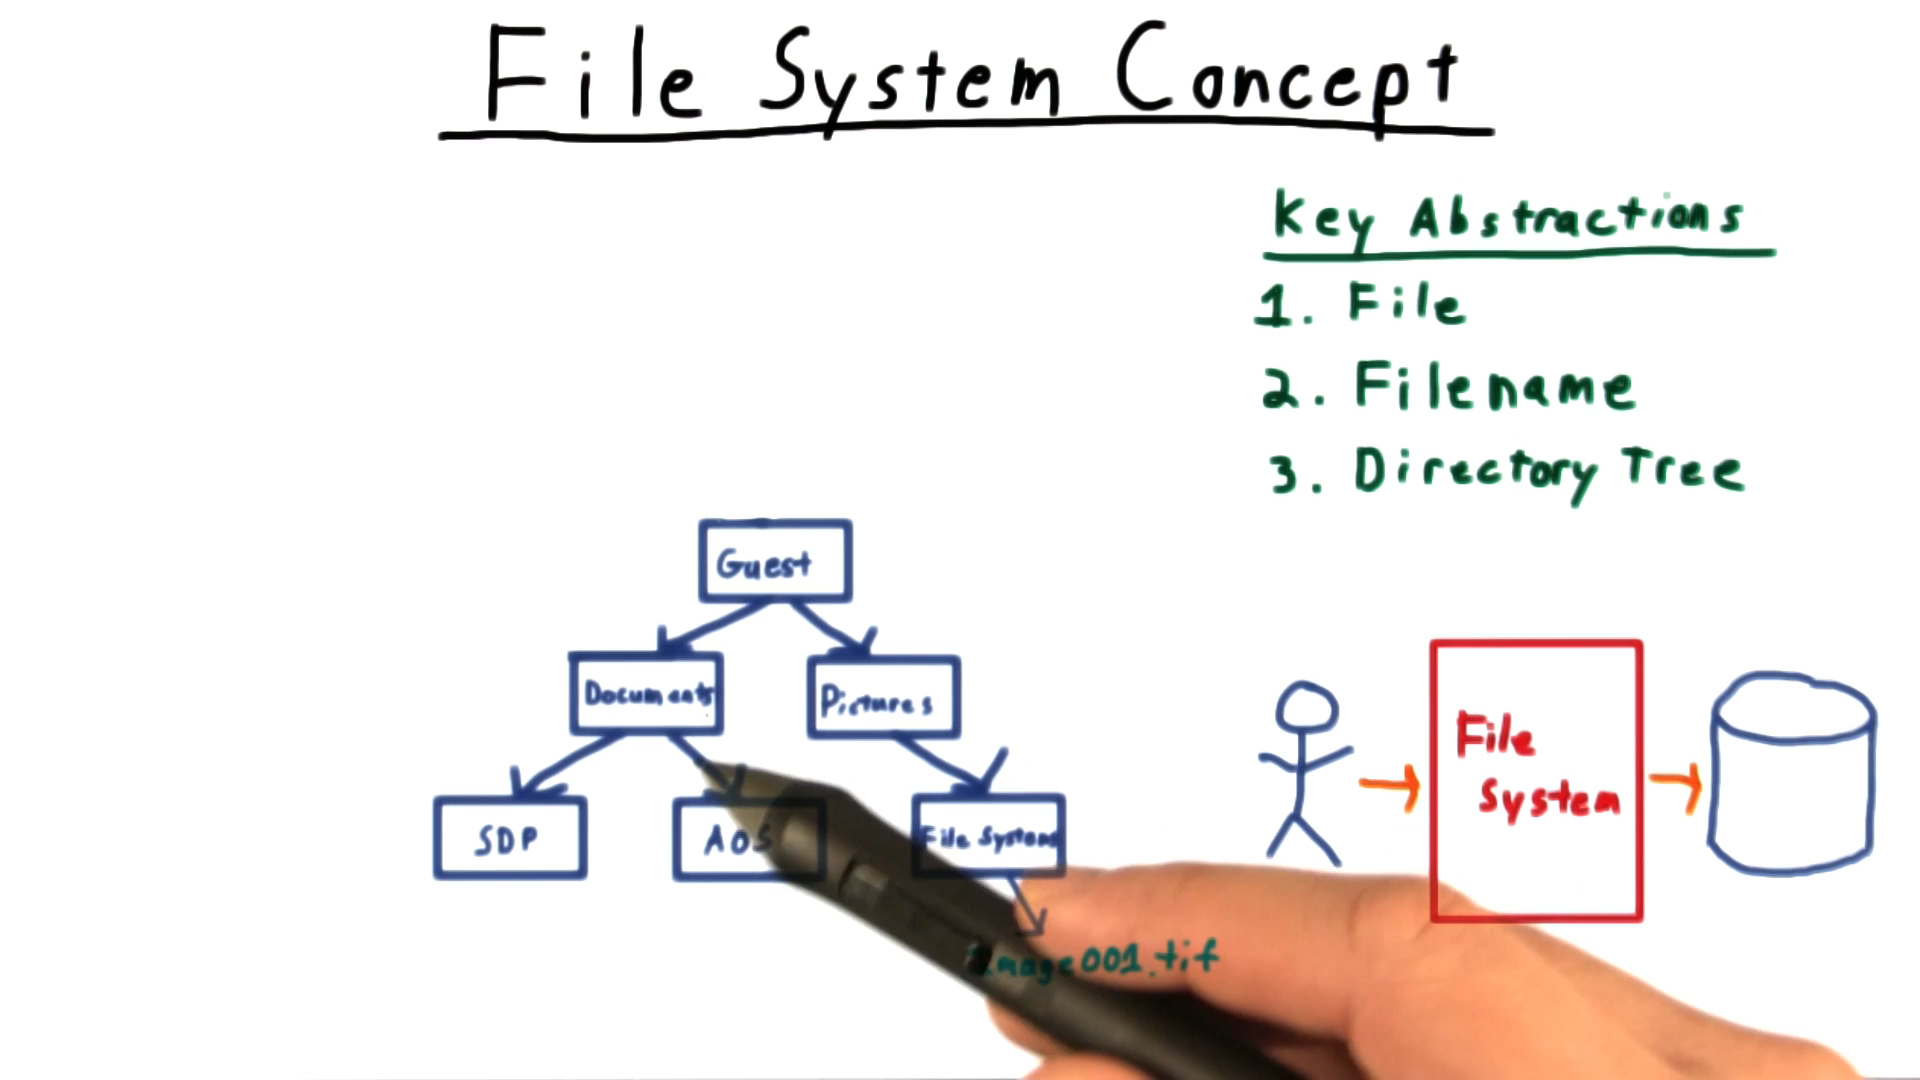 File System Concept
Key Abstractions
1. File
2. Filename
3. Directory Tree
Guest
Documents
Pictures
SDP
AOS
File Systems
image001.tif
File
System